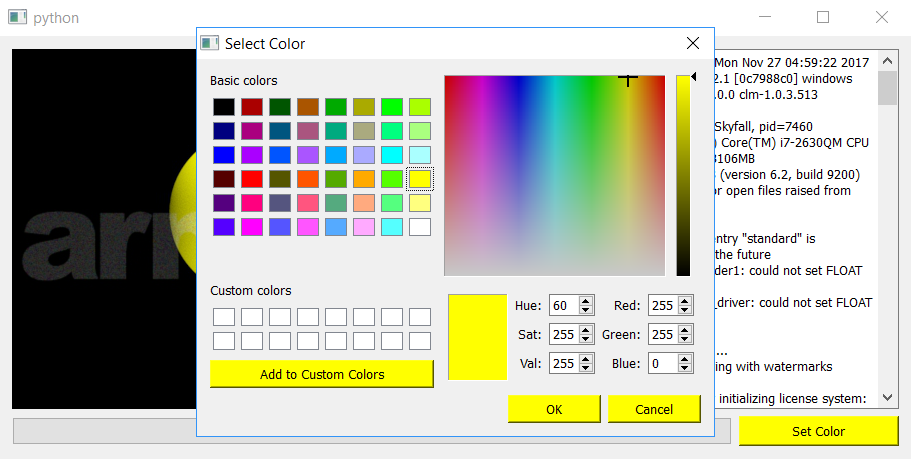 python
Select Color
Basic colors
Custom colors
Add to Custom Colors
Hue: 60
Red: 255
Sat: 255
Green: 255
Val: 255
Blue: 0
OK
Cancel
Mon Nov 27 04:59:22 2017
2.1 [0c7988c0] windows
.0.0 clm-1.0.3.513
Skyfall, pid=7460
Core(TM) i7-2630QM CPU
3106MB
(version 6.2, build 9200)
or open files raised from
entry "standard" is
the future
der1: could not set FLOAT
_driver: could not set FLOAT
...
ing with watermarks
initializing license system:
Set Color